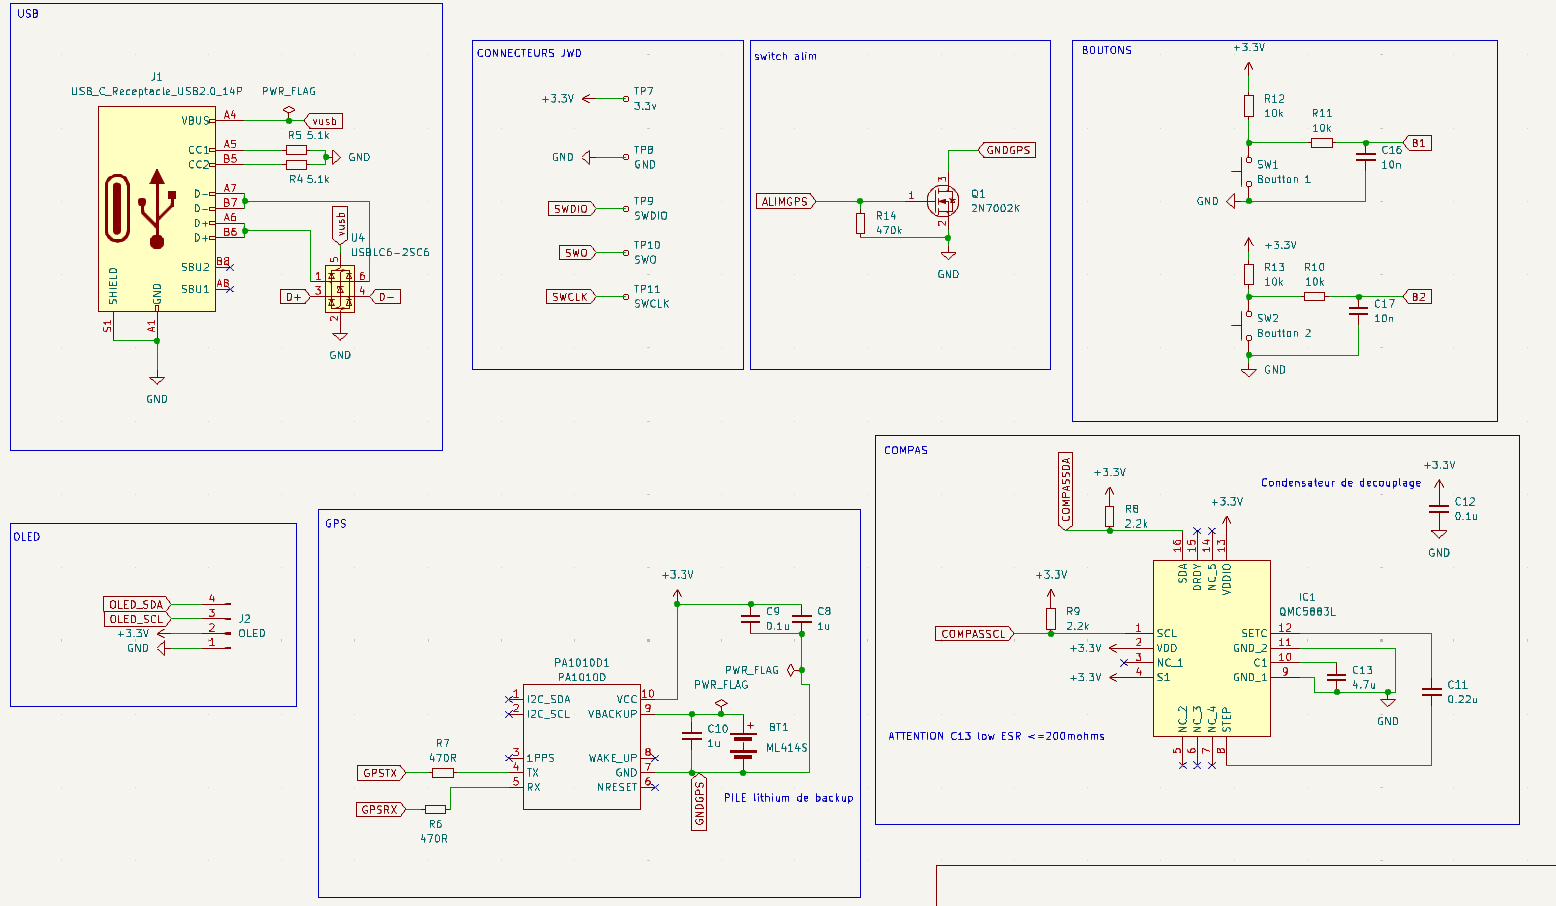 USB
J1
USB_C_Receptacle_USB2.0_14P
PWR_FLAG
VBUS
A4
vusb
R5 5.1k
CC1
A5
CC2
B5
GND
R4 5.1k
D-
A7
D-
B7
D+
A6
D+
B6
vusb
U4
USBLC6-2SC6
5
1
6
D+
3
4
D-
2
GND
SBU2
B8
SBU1
A8
SHIELD
GND
S1
A1
GND
CONNECTEURS JWD
+3.3V
TP7
3.3v
GND
TP8
GND
SWDIO
TP9
SWDIO
SWO
TP10
SWO
SWCLK
TP11
SWCLK
switch alim
GNDGPS
3
ALIMGPS
1
Q1
2N7002K
R14
470k
2
GND
BOUTONS
+3.3V
R12
10k
R11
10k
B1
C16
10n
SW1
Boutton 1
GND
+3.3V
R13
10k
R10
10k
B2
C17
10n
SW2
Boutton 2
GND
OLED
OLED_SDA
4
OLED_SCL
3
J2
+3.3V
2
OLED
GND
1
GPS
+3.3V
C9
0.1u
C8
1u
PWR_FLAG
PWR_FLAG
PA1010D1
PA1010D
1
I2C_SDA
VCC
10
2
I2C_SCL
VBACKUP
9
C10
1u
BT1
+
ML414S
3
1PPS
WAKE_UP
8
R7
470R
GPSTX
4
TX
GND
7
5
RX
NRESET
6
GPSRX
R6
470R
GNDGPS
PILE lithium de backup
COMPAS
COMPASSDA
+3.3V
R8
2.2k
+3.3V
Condensateur de decouplage
+3.3V
C12
0.1u
GND
16
15
14
13
SDA
DRDY
NC_5
VDDIO
+3.3V
R9
2.2k
IC1
QMC5883L
COMPASSCL
1
SCL
SETC
12
+3.3V
2
VDD
GND_2
11
3
NC_1
C1
10
+3.3V
4
S1
GND_1
9
C13
4.7u
C11
0.22u
GND
NC_2
NC_3
NC_4
STEP
5
6
7
8
ATTENTION C13 low ESR <=200mohms